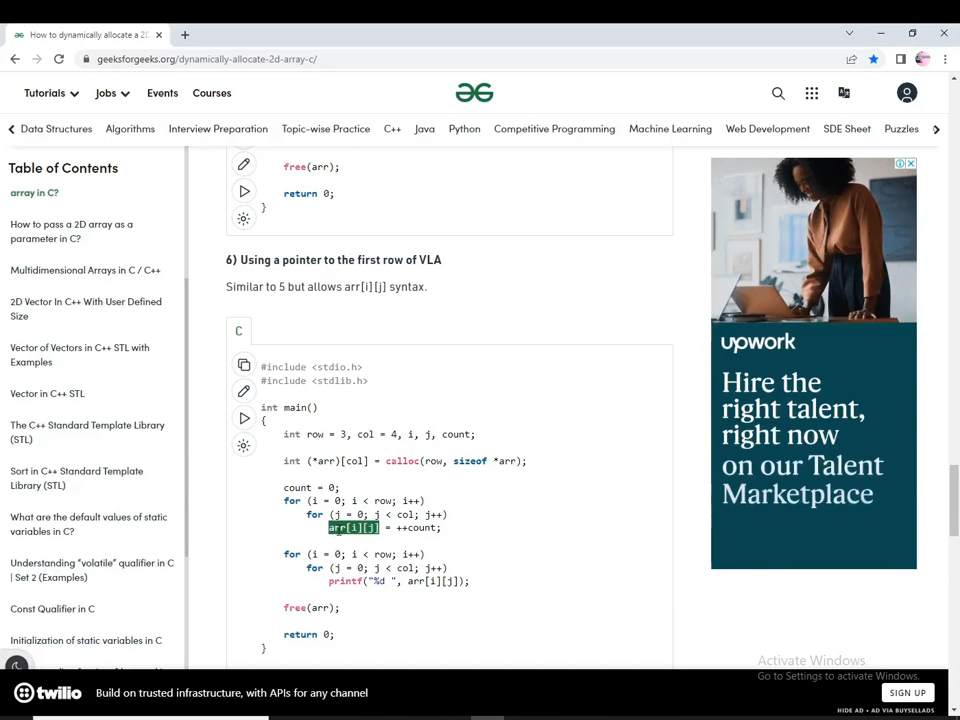 How to dynamically allocate a 2D
geeksforgeeks.org/dynamically-allocate-2d-array-c/
Tutorials Jobs Events Courses
Data Structures Algorithms Interview Preparation Topic-wise Practice C++ Java Python Competitive Programming Machine Learning Web Development SDE Sheet Puzzles
Table of Contents
array in C?
How to pass a 2D array as a
parameter in C?
Multidimensional Arrays in C / C++
2D Vector In C++ With User Defined
Size
Vector of Vectors in C++ STL with
Examples
Vector in C++ STL
The C++ Standard Template Library
(STL)
Sort in C++ Standard Template
Library (STL)
What are the default values of static
variables in C?
Understanding “volatile” qualifier in C
| Set 2 (Examples)
Const Qualifier in C
Initialization of static variables in C
free(arr);
return 0;
}
6) Using a pointer to the first row of VLA
Similar to 5 but allows arr[i][j] syntax.
C
#include <stdio.h>
#include <stdlib.h>
int main()
{
int row = 3, col = 4, i, j, count;
int (*arr)[col] = calloc(row, sizeof *arr);
count = 0;
for (i = 0; i < row; i++)
for (j = 0; j < col; j++)
arr[i][j] = ++count;
for (i = 0; i < row; i++)
for (j = 0; j < col; j++)
printf("%d ", arr[i][j]);
free(arr);
return 0;
}
upwork
Hire the
right talent,
right now
on our Talent
Marketplace
Activate Windows
Go to Settings to activate Windows.
twilio Build on trusted infrastructure, with APIs for any channel SIGN UP
HIDE AD • AD VIA BUYSELLADS